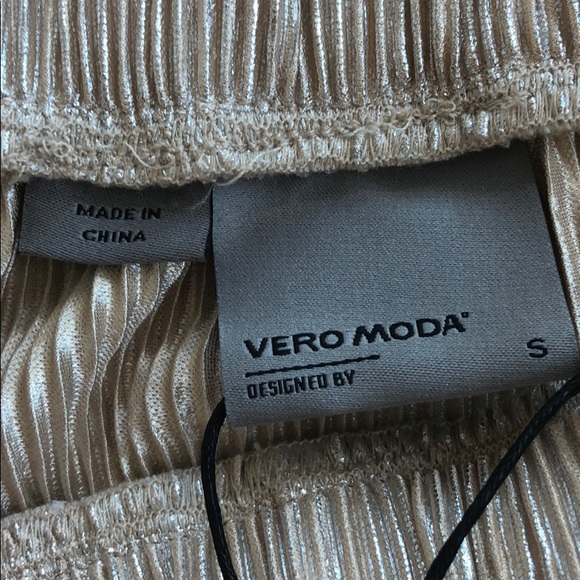 MADE IN
CHINA
VERO MODA
DESIGNED BY
S